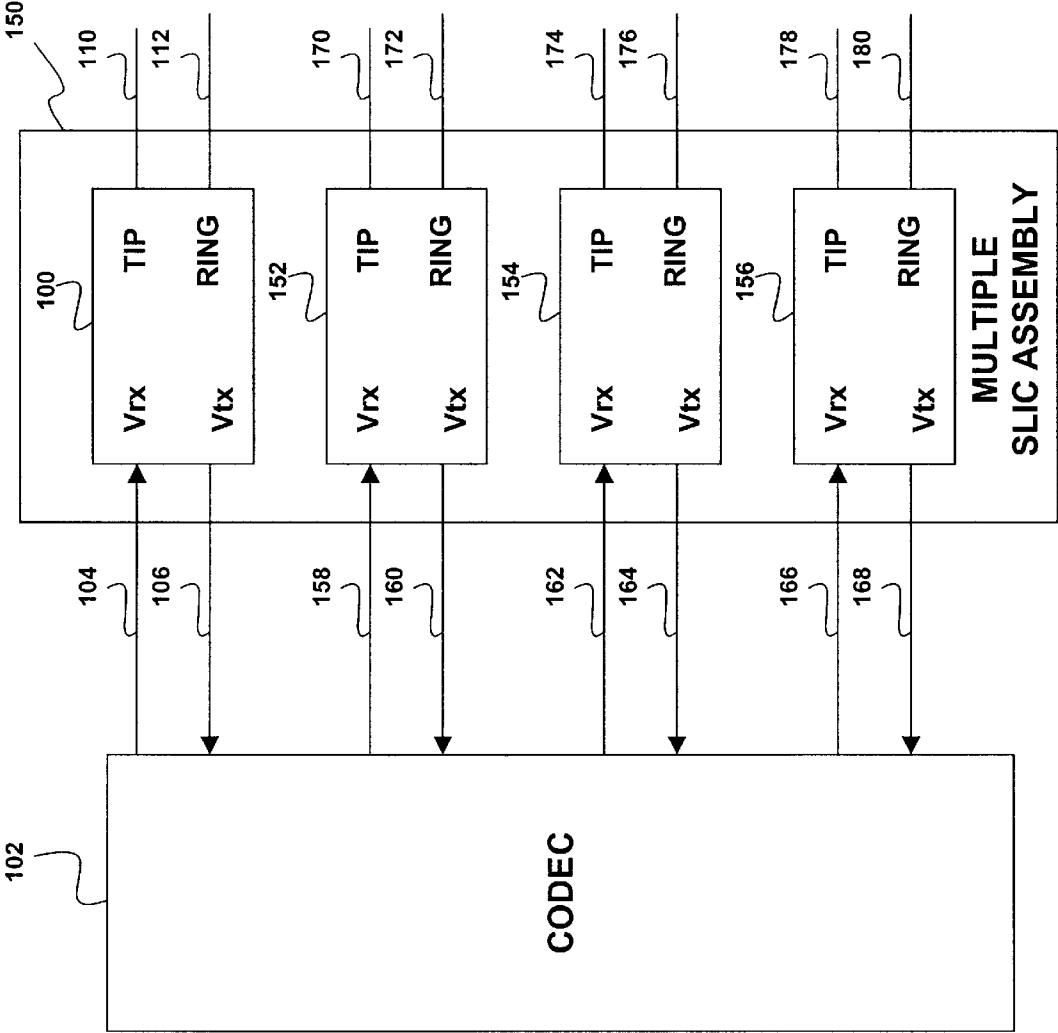 102
CODEC
104
106
158
160
162
164
166
168
150
100
Vrx
TIP
Vtx
RING
152
Vrx
TIP
Vtx
RING
154
Vrx
TIP
Vtx
RING
156
Vrx
TIP
Vtx
RING
MULTIPLE
SLIC ASSEMBLY
110
112
170
172
174
176
178
180